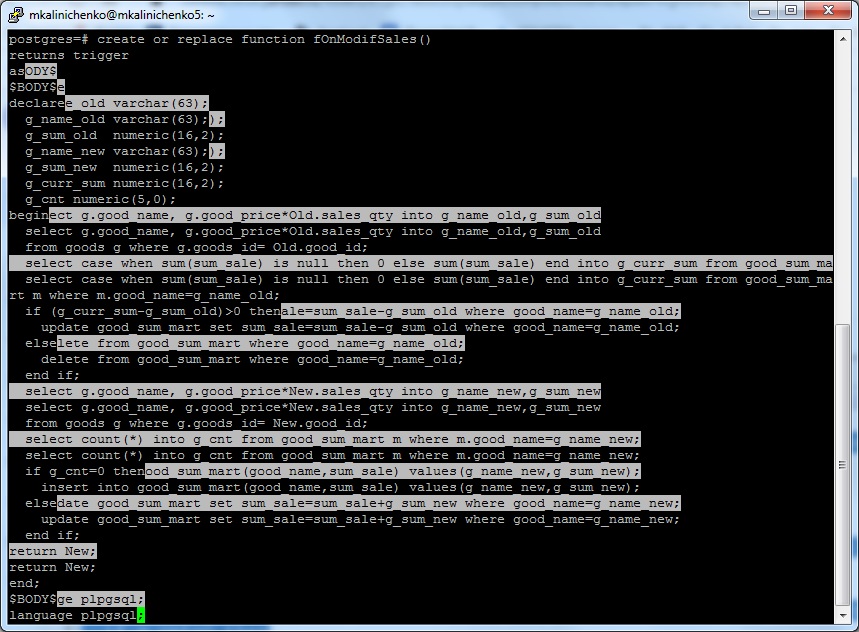 mkalinichenko@mkalinichenko5: ~
postgres=# create or replace function fOnModifSales()
returns trigger
asODY$
$BODY$e
declaree_old varchar(63);
  g_name_old varchar(63););
  g_sum_old  numeric(16,2);
  g_name_new varchar(63););
  g_sum_new  numeric(16,2);
  g_curr_sum numeric(16,2);
  g_cnt numeric(5,0);
beginect g.good_name, g.good_price*Old.sales_qty into g_name_old,g_sum_old
  select g.good_name, g.good_price*Old.sales_qty into g_name_old,g_sum_old
  from goods g where g.goods_id= Old.good_id;
  select case when sum(sum_sale) is null then 0 else sum(sum_sale) end into g_curr_sum from good_sum_ma
  select case when sum(sum_sale) is null then 0 else sum(sum_sale) end into g_curr_sum from good_sum_ma
rt m where m.good_name=g_name_old;
  if (g_curr_sum-g_sum_old)>0 thenale=sum_sale-g_sum_old where good_name=g_name_old;
    update good_sum_mart set sum_sale=sum_sale-g_sum_old where good_name=g_name_old;
  elselete from good_sum_mart where good_name=g_name_old;
    delete from good_sum_mart where good_name=g_name_old;
  end if;
  select g.good_name, g.good_price*New.sales_qty into g_name_new,g_sum_new
  select g.good_name, g.good_price*New.sales_qty into g_name_new,g_sum_new
  from goods g where g.goods_id= New.good_id;
  select count(*) into g_cnt from good_sum_mart m where m.good_name=g_name_new;
  select count(*) into g_cnt from good_sum_mart m where m.good_name=g_name_new;
  if g_cnt=0 thenood_sum_mart(good_name,sum_sale) values(g_name_new,g_sum_new);
    insert into good_sum_mart(good_name,sum_sale) values(g_name_new,g_sum_new);
  elsedate good_sum_mart set sum_sale=sum_sale+g_sum_new where good_name=g_name_new;
    update good_sum_mart set sum_sale=sum_sale+g_sum_new where good_name=g_name_new;
  end if;
return New;
return New;
end;
$BODY$ge plpgsql;
language plpgsql;